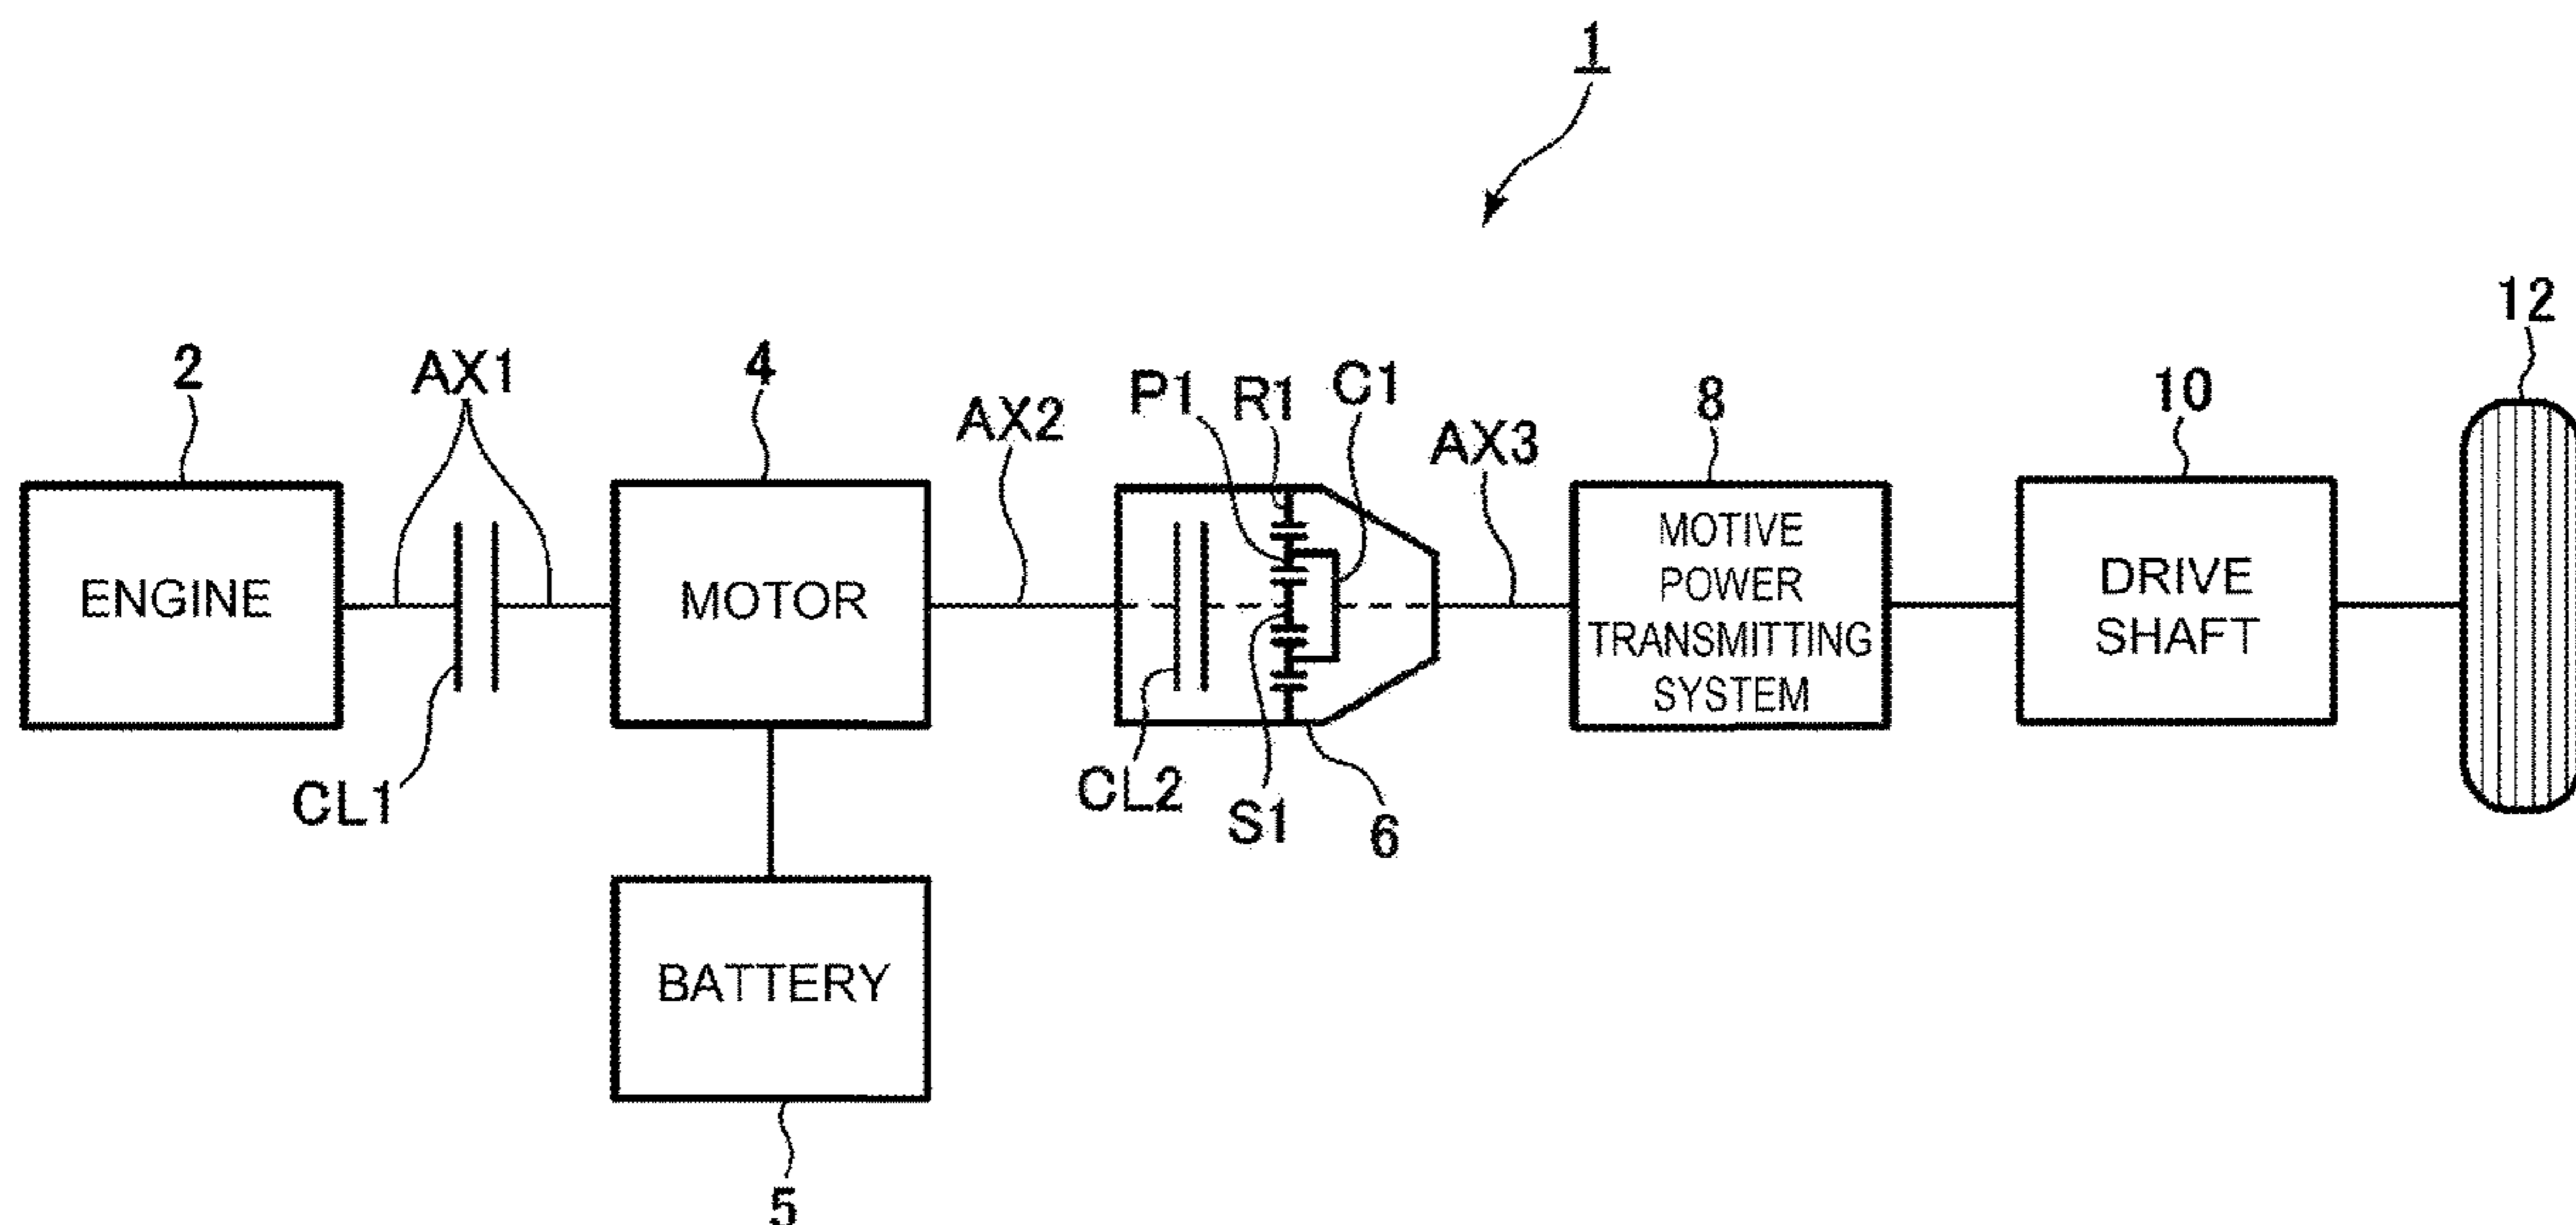 1
12
2
AX1
4
AX2
P1
R1
C1
AX3
8
10
ENGINE
MOTOR
MOTIVE
POWER
TRANSMITTING
SYSTEM
DRIVE
SHAFT
CL1
CL2
S1
6
BATTERY
5